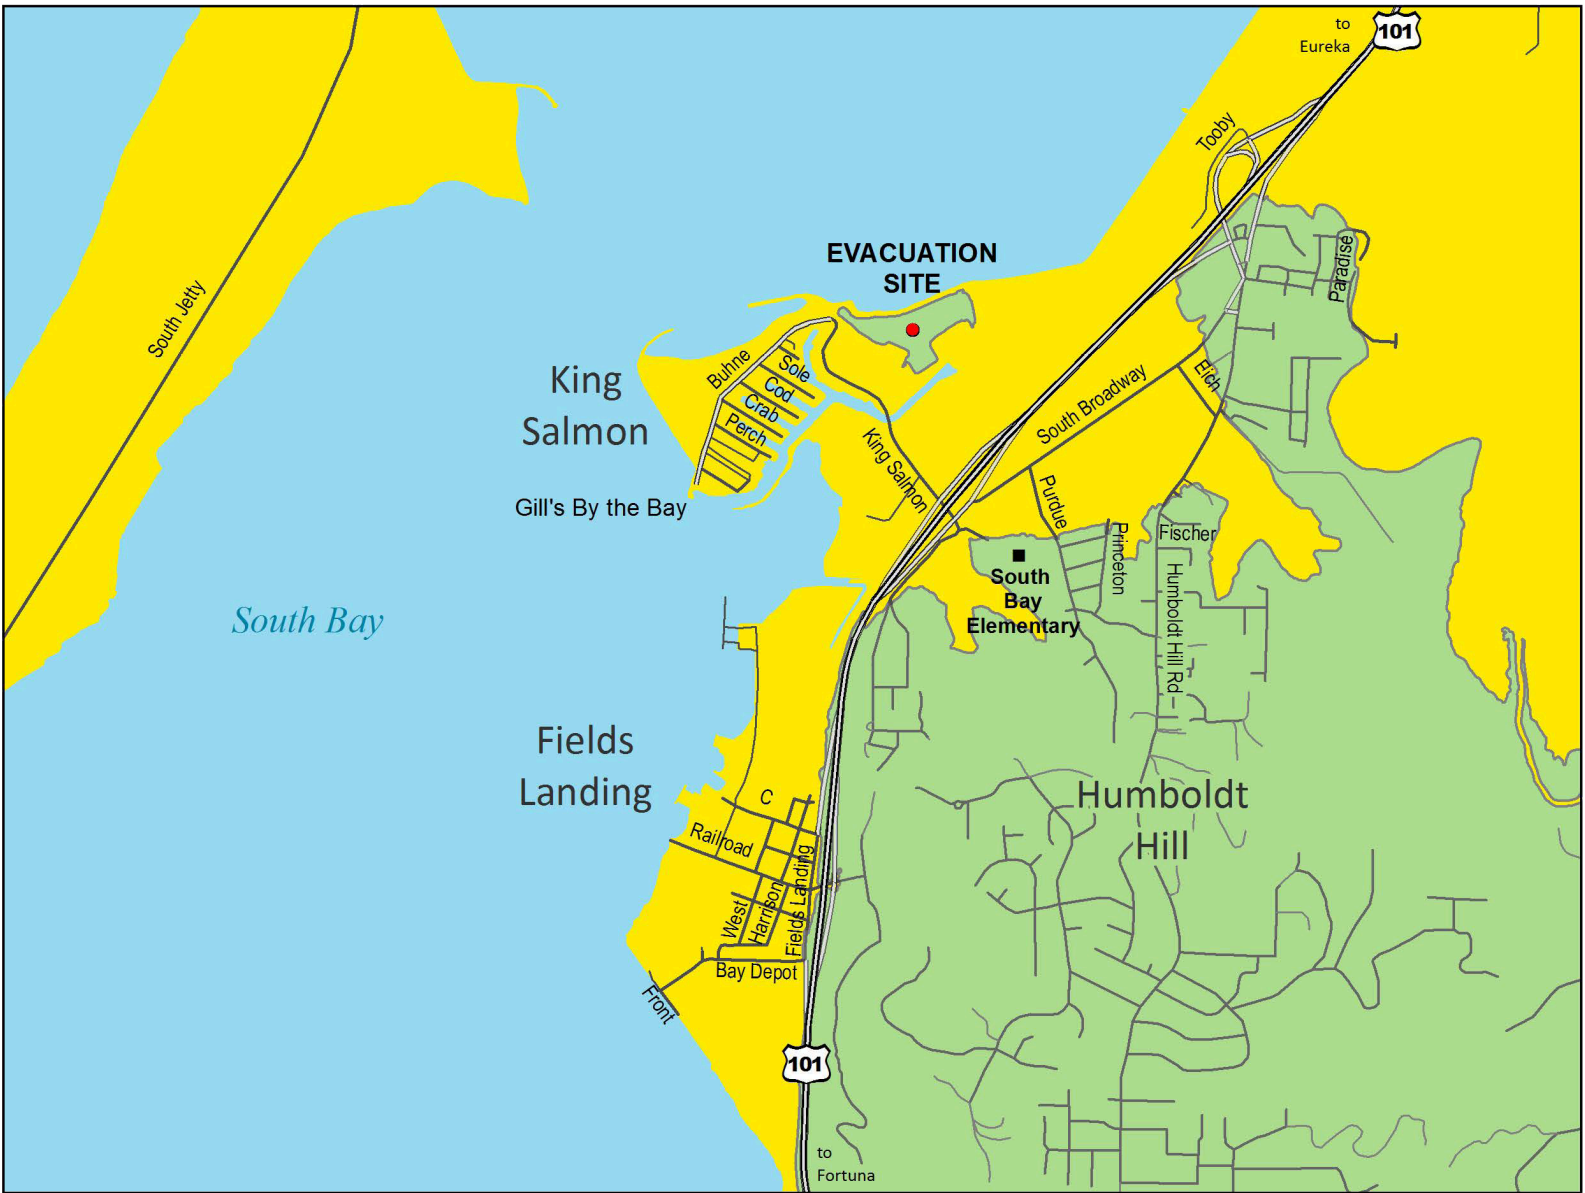 to
Eureka
101
Tooby
EVACUATION
SITE
Paradise
South Jetty
Buhne
Sole
Cod
Crab
Perch
King
Salmon
Eich
South Broadway
King Salmon
Gill's By the Bay
Purdue
Princeton
Fischer
South
Bay
Elementary
Humboldt Hill Rd
South Bay
Fields
Landing
C
Railroad
Humboldt
Hill
West
Harrison
Fields Landing
Bay Depot
Front
101
to
Fortuna